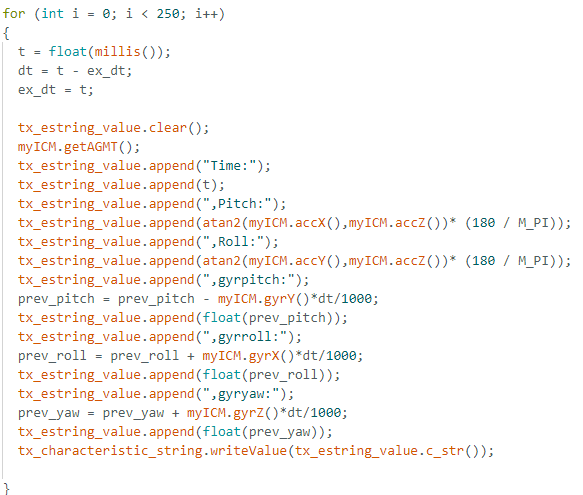 for (int i = 0; i < 250; i++)
{
  t = float(millis());
  dt = t - ex_dt;
  ex_dt = t;

  tx_estring_value.clear();
  myICM.getAGMT();
  tx_estring_value.append("Time:");
  tx_estring_value.append(t);
  tx_estring_value.append(",Pitch:");
  tx_estring_value.append(atan2(myICM.accX(),myICM.accZ())* (180 / M_PI));
  tx_estring_value.append(",Roll:");
  tx_estring_value.append(atan2(myICM.accY(),myICM.accZ())* (180 / M_PI));
  tx_estring_value.append(",gyrpitch:");
  prev_pitch = prev_pitch - myICM.gyrY()*dt/1000;
  tx_estring_value.append(float(prev_pitch));
  tx_estring_value.append(",gyrroll:");
  prev_roll = prev_roll + myICM.gyrX()*dt/1000;
  tx_estring_value.append(float(prev_roll));
  tx_estring_value.append(",gyryaw:");
  prev_yaw = prev_yaw + myICM.gyrZ()*dt/1000;
  tx_estring_value.append(float(prev_yaw));
  tx_characteristic_string.writeValue(tx_estring_value.c_str());

}